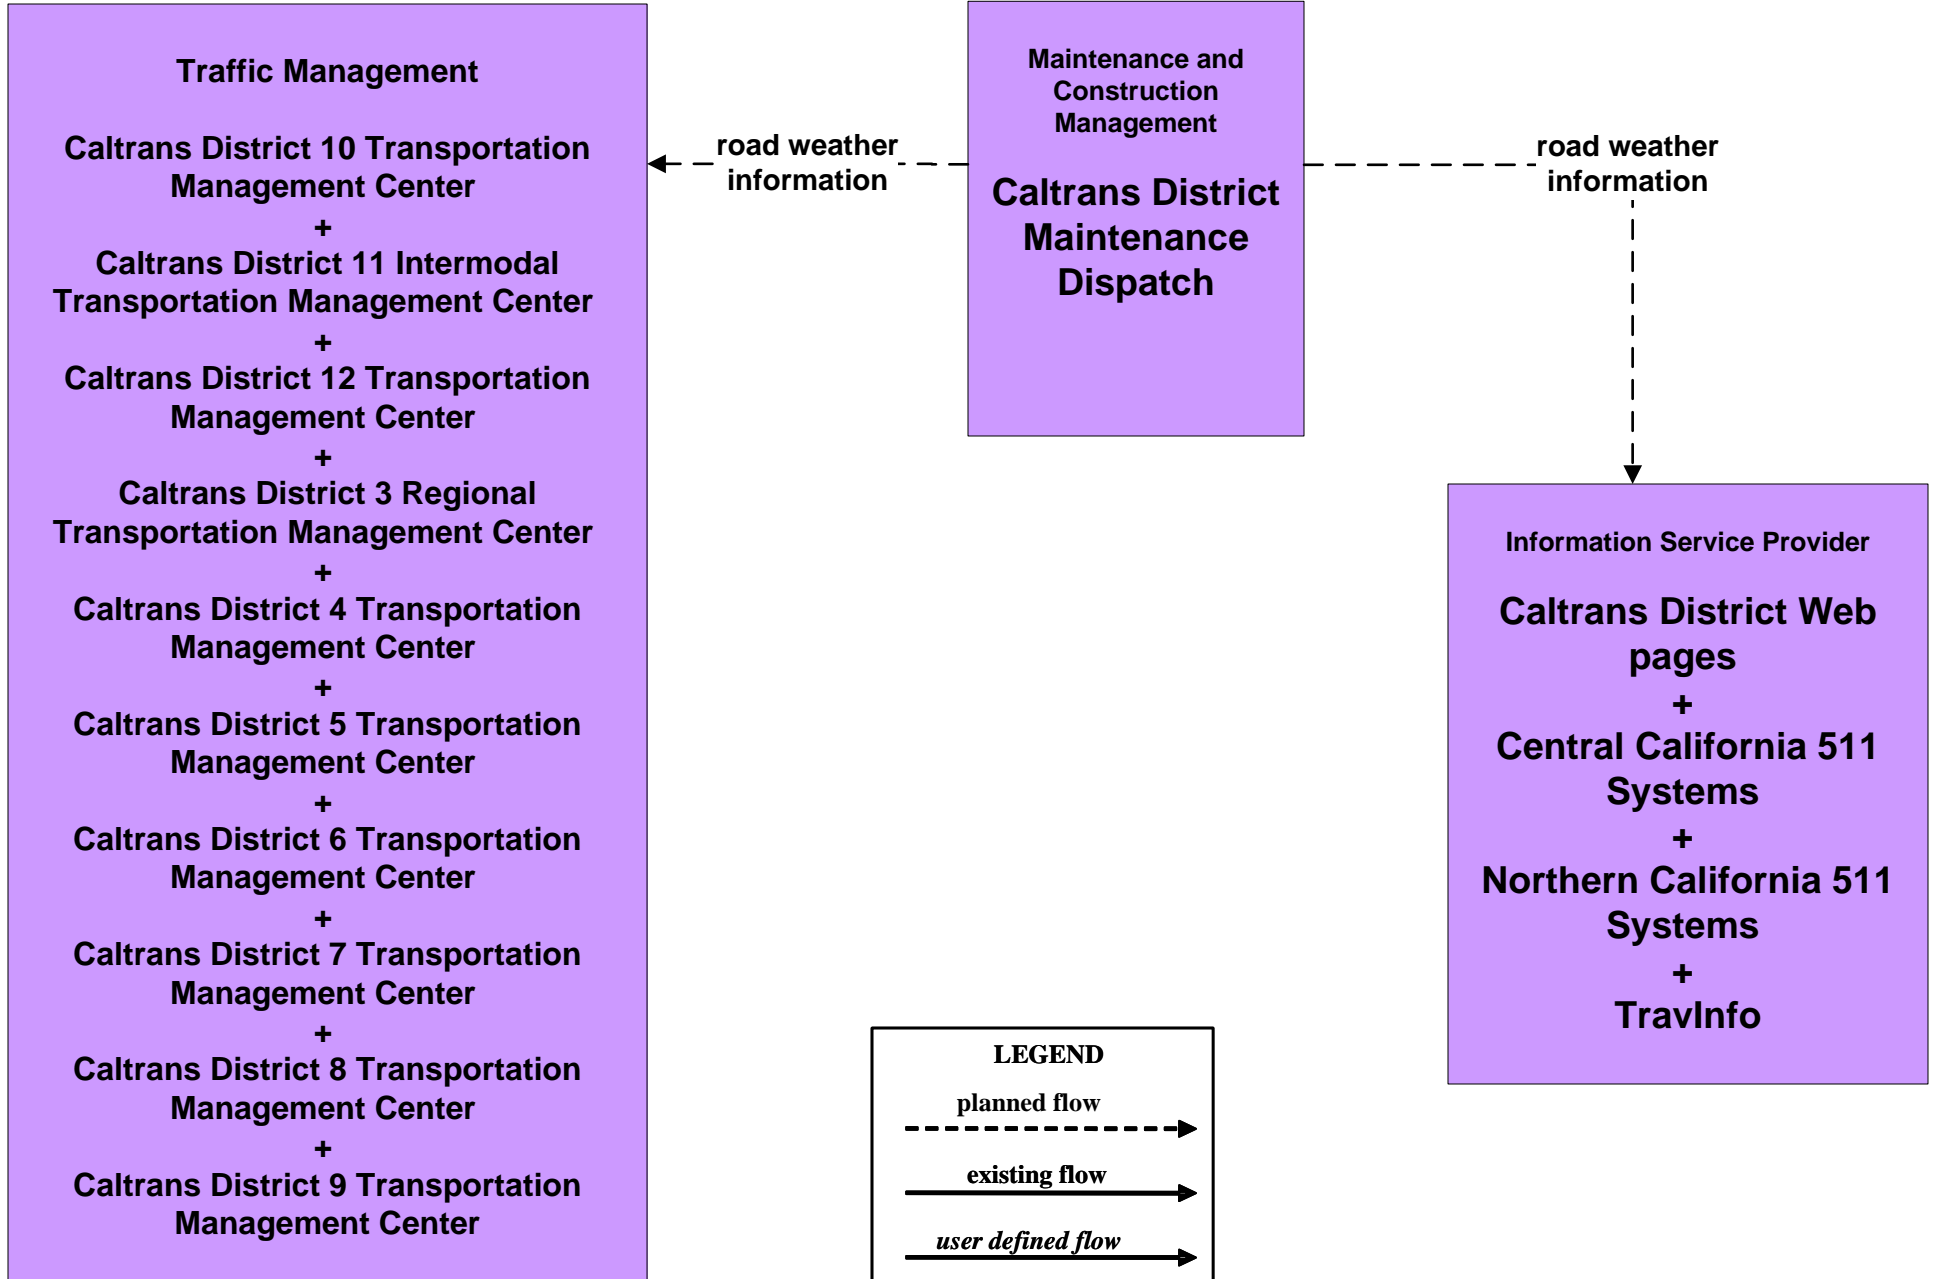 Traffic Management
Caltrans District 10 Transportation
Management Center
+
Caltrans District 11 Intermodal
Transportation Management Center
+
Caltrans District 12 Transportation
Management Center
+
Caltrans District 3 Regional
Transportation Management Center
+
Caltrans District 4 Transportation
Management Center
+
Caltrans District 5 Transportation
Management Center
+
Caltrans District 6 Transportation
Management Center
+
Caltrans District 7 Transportation
Management Center
+
Caltrans District 8 Transportation
Management Center
+
Caltrans District 9 Transportation
Management Center
road weather
information
Maintenance and
Construction
Management
Caltrans District
Maintenance
Dispatch
road weather
information
Information Service Provider
Caltrans District Web
pages
+
Central California 511
Systems
+
Northern California 511
Systems
+
TravInfo
LEGEND
planned flow
existing flow
user defined flow